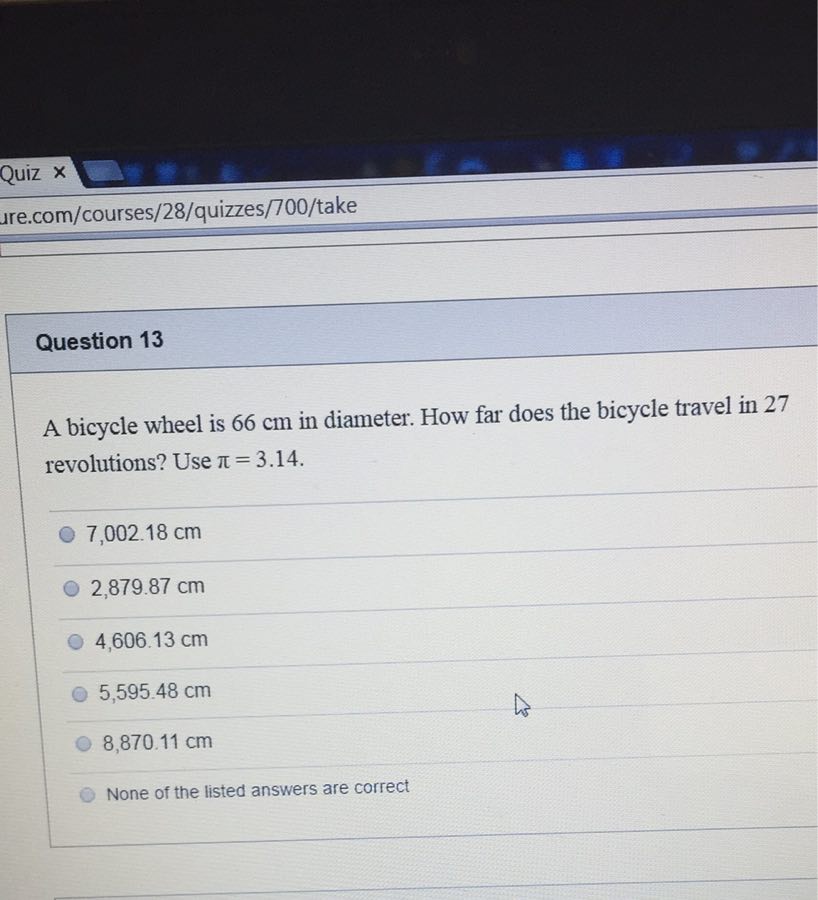 Quiz ×
ure.com/courses/28/quizzes/700/take
Question 13
A bicycle wheel is 66 cm in diameter. How far does the bicycle travel in 27
revolutions? Use π = 3.14.
7,002.18 cm
2,879.87 cm
4,606.13 cm
5,595.48 cm
8,870.11 cm
None of the listed answers are correct